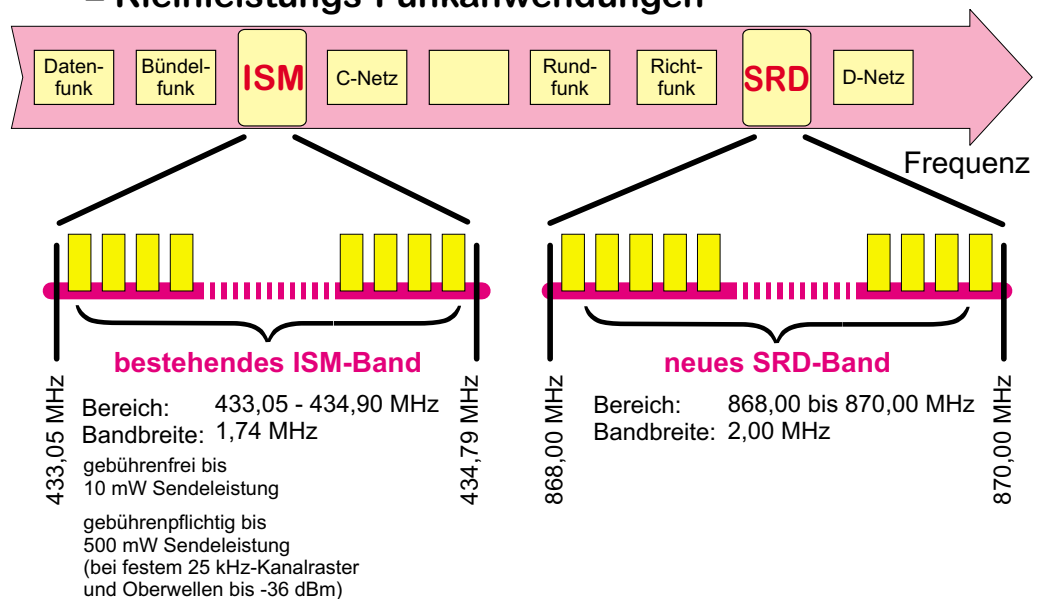 – Kleinleistungs-Funkanwendungen
Daten-
funk
Bündel-
funk
ISM
C-Netz
Rund-
funk
Richt-
funk
SRD
D-Netz
Frequenz
433,05 MHz
bestehendes ISM-Band
Bereich: 433,05 - 434,90 MHz
Bandbreite: 1,74 MHz
gebührenfrei bis
10 mW Sendeleistung
gebührenpflichtig bis
500 mW Sendeleistung
(bei festem 25 kHz-Kanalraster
und Oberwellen bis -36 dBm)
434,79 MHz
868,00 MHz
neues SRD-Band
Bereich: 868,00 bis 870,00 MHz
Bandbreite: 2,00 MHz
870,00 MHz